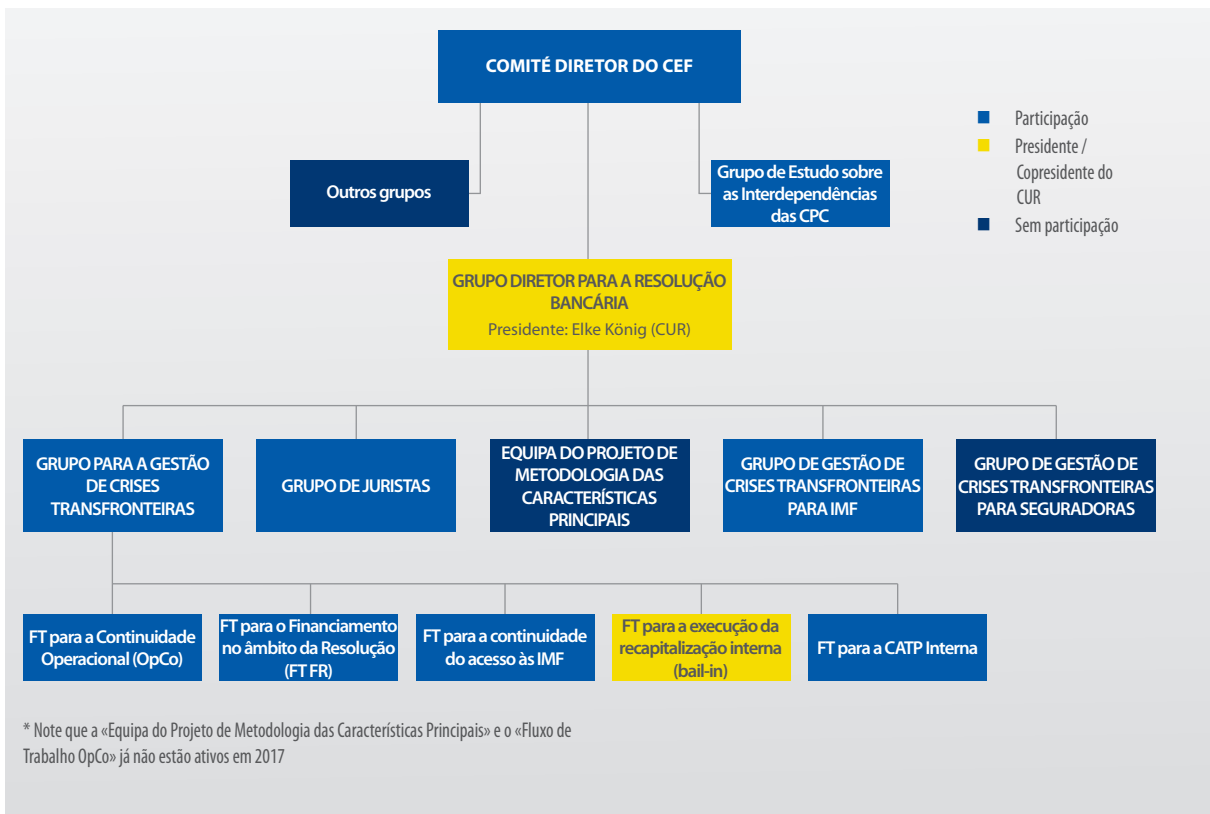 COMITÉ DIRETOR DO CEF
Participação
Presidente /
Copresidente do
CUR
Sem participação
Outros grupos
Grupo de Estudo sobre
as Interdependências
das CPC
GRUPO DIRETOR PARA A RESOLUÇÃO
BANCÁRIA
Presidente: Elke König (CUR)
GRUPO PARA A GESTÃO
DE CRISES
TRANSFRONTEIRAS
GRUPO DE JURISTAS
EQUIPA DO PROJETO DE
METODOLOGIA DAS
CARACTERÍSTICAS
PRINCIPAIS
GRUPO DE GESTÃO DE
CRISES TRANSFRONTEIRAS
PARA IMF
GRUPO DE GESTÃO DE
CRISES TRANSFRONTEIRAS
PARA SEGURADORAS
FT para a Continuidade
Operacional (OpCo)
FT para o Financiamento
no âmbito da Resolução
(FT FR)
FT para a continuidade
do acesso às IMF
FT para a execução da
recapitalização interna
(bail-in)
FT para a CATP Interna
* Note que a «Equipa do Projeto de Metodologia das Características Principais» e o «Fluxo de
Trabalho OpCo» já não estão ativos em 2017